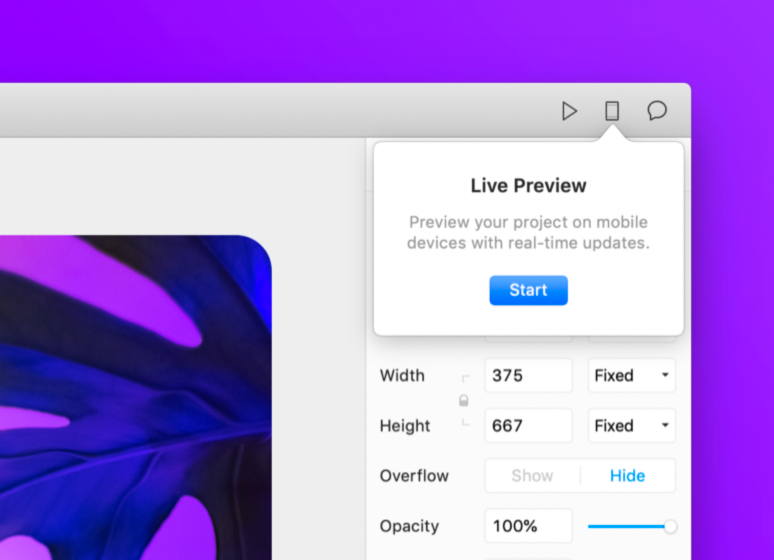 Live Preview
Preview your project on mobile
devices with real-time updates.
Start
Width 375 Fixed
Height 667 Fixed
Overflow Show Hide
Opacity 100%